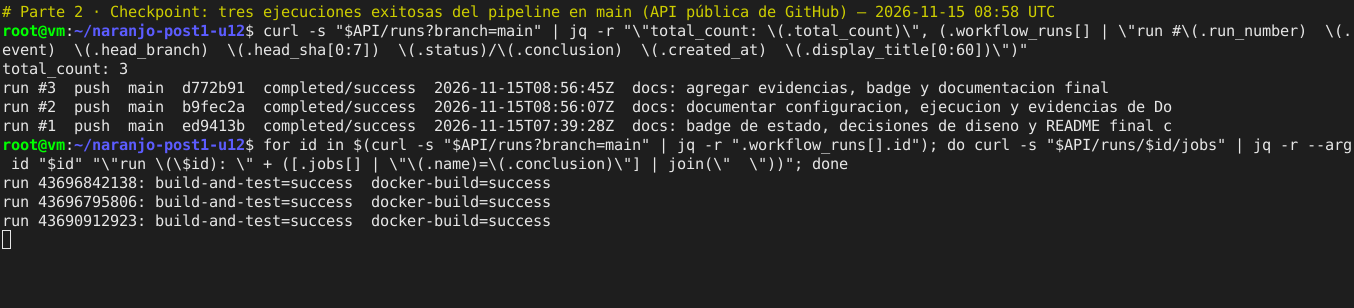 # Parte 2 · Checkpoint: tres ejecuciones exitosas del pipeline en main (API pública de GitHub) — 2026-11-15 08:58 UTC
root@vm:~/naranjo-post1-u12$ curl -s "$API/runs?branch=main" | jq -r "\"total_count: \(.total_count)\", (.workflow_runs[] | \"run #\(.run_number)  \(.
event)  \(.head_branch)  \(.head_sha[0:7])  \(.status)/\(.conclusion)  \(.created_at)  \(.display_title[0:60])\")"
total_count: 3
run #3  push  main  d772b91  completed/success  2026-11-15T08:56:45Z  docs: agregar evidencias, badge y documentacion final
run #2  push  main  b9fec2a  completed/success  2026-11-15T08:56:07Z  docs: documentar configuracion, ejecucion y evidencias de Do
run #1  push  main  ed9413b  completed/success  2026-11-15T07:39:28Z  docs: badge de estado, decisiones de diseno y README final c
root@vm:~/naranjo-post1-u12$ for id in $(curl -s "$API/runs?branch=main" | jq -r ".workflow_runs[].id"); do curl -s "$API/runs/$id/jobs" | jq -r --arg
 id "$id" "\"run \(\$id): \" + ([.jobs[] | \"\(.name)=\(.conclusion)\"] | join(\"  \"))"; done
run 43696842138: build-and-test=success  docker-build=success
run 43696795806: build-and-test=success  docker-build=success
run 43690912923: build-and-test=success  docker-build=success